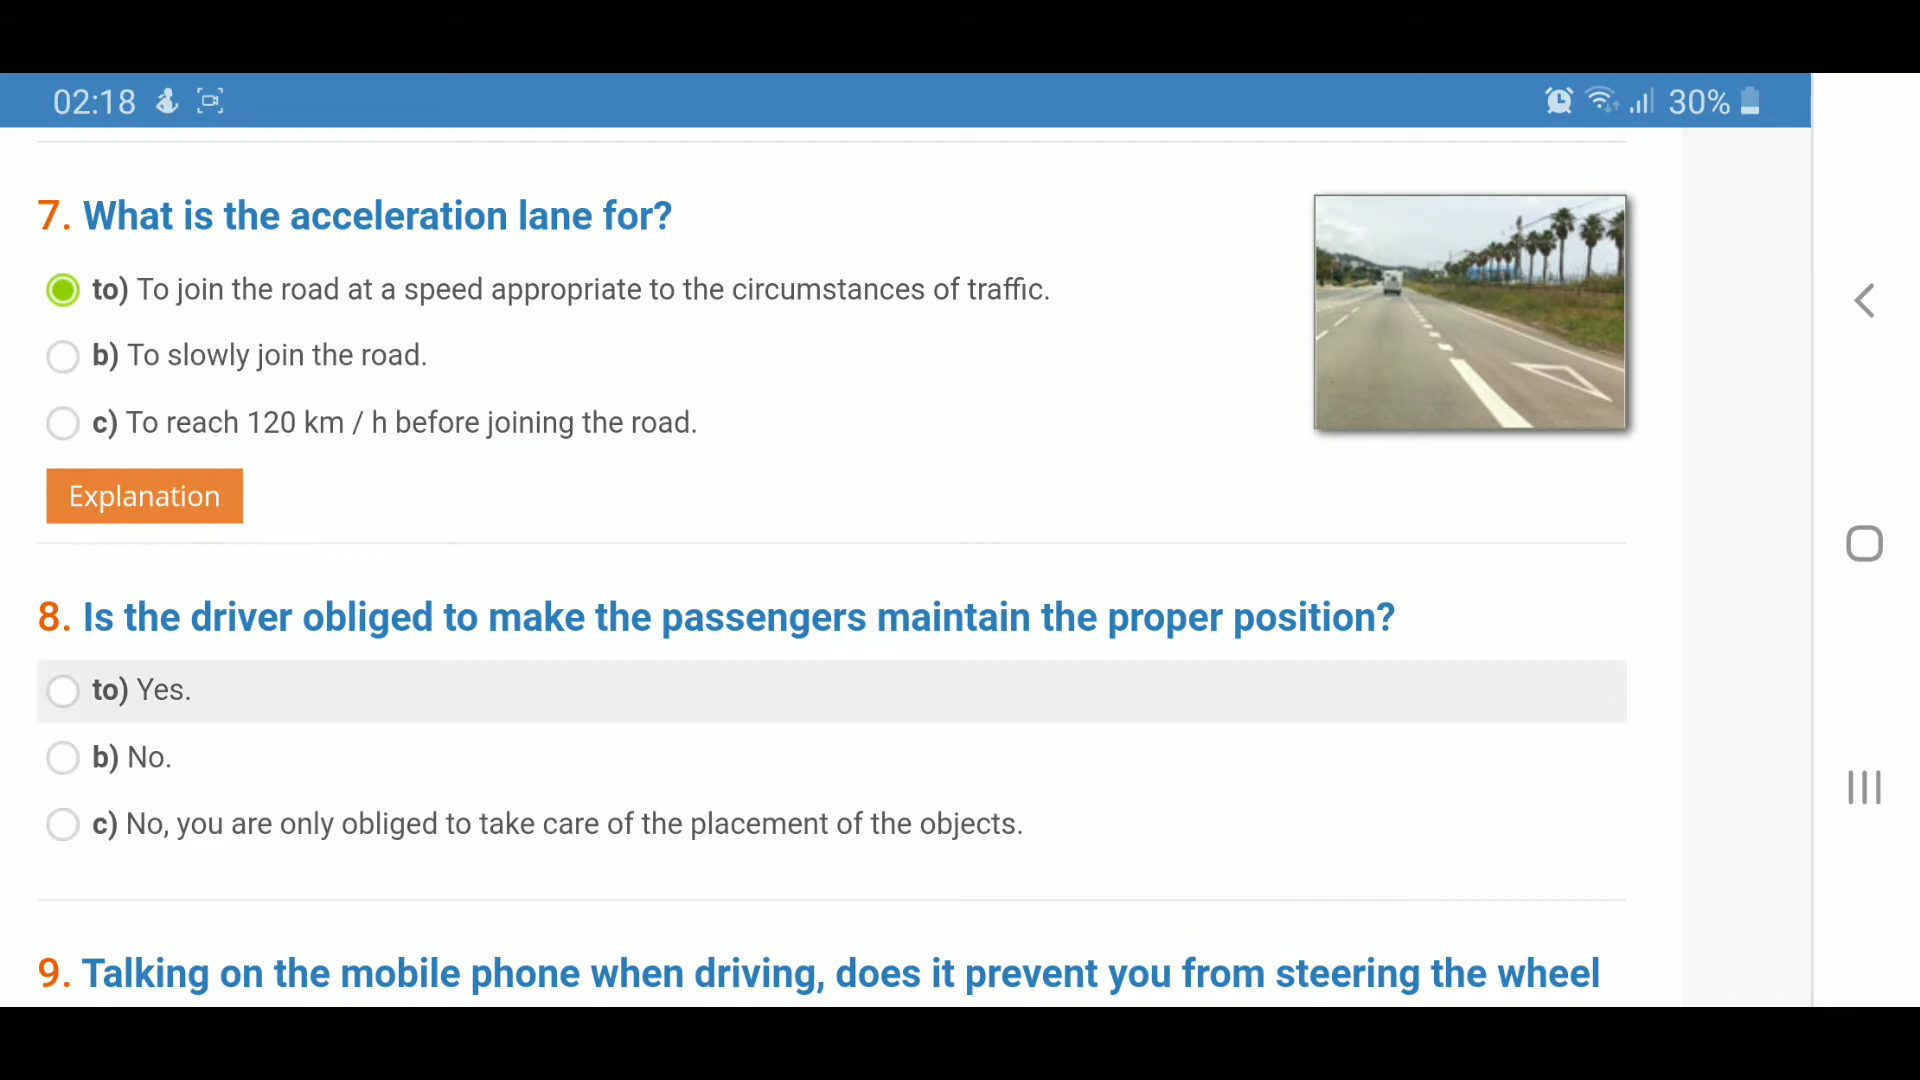 02:18
30%
7. What is the acceleration lane for?
to) To join the road at a speed appropriate to the circumstances of traffic.
b) To slowly join the road.
c) To reach 120 km / h before joining the road.
Explanation
8. Is the driver obliged to make the passengers maintain the proper position?
to) Yes.
b) No.
c) No, you are only obliged to take care of the placement of the objects.
9. Talking on the mobile phone when driving, does it prevent you from steering the wheel